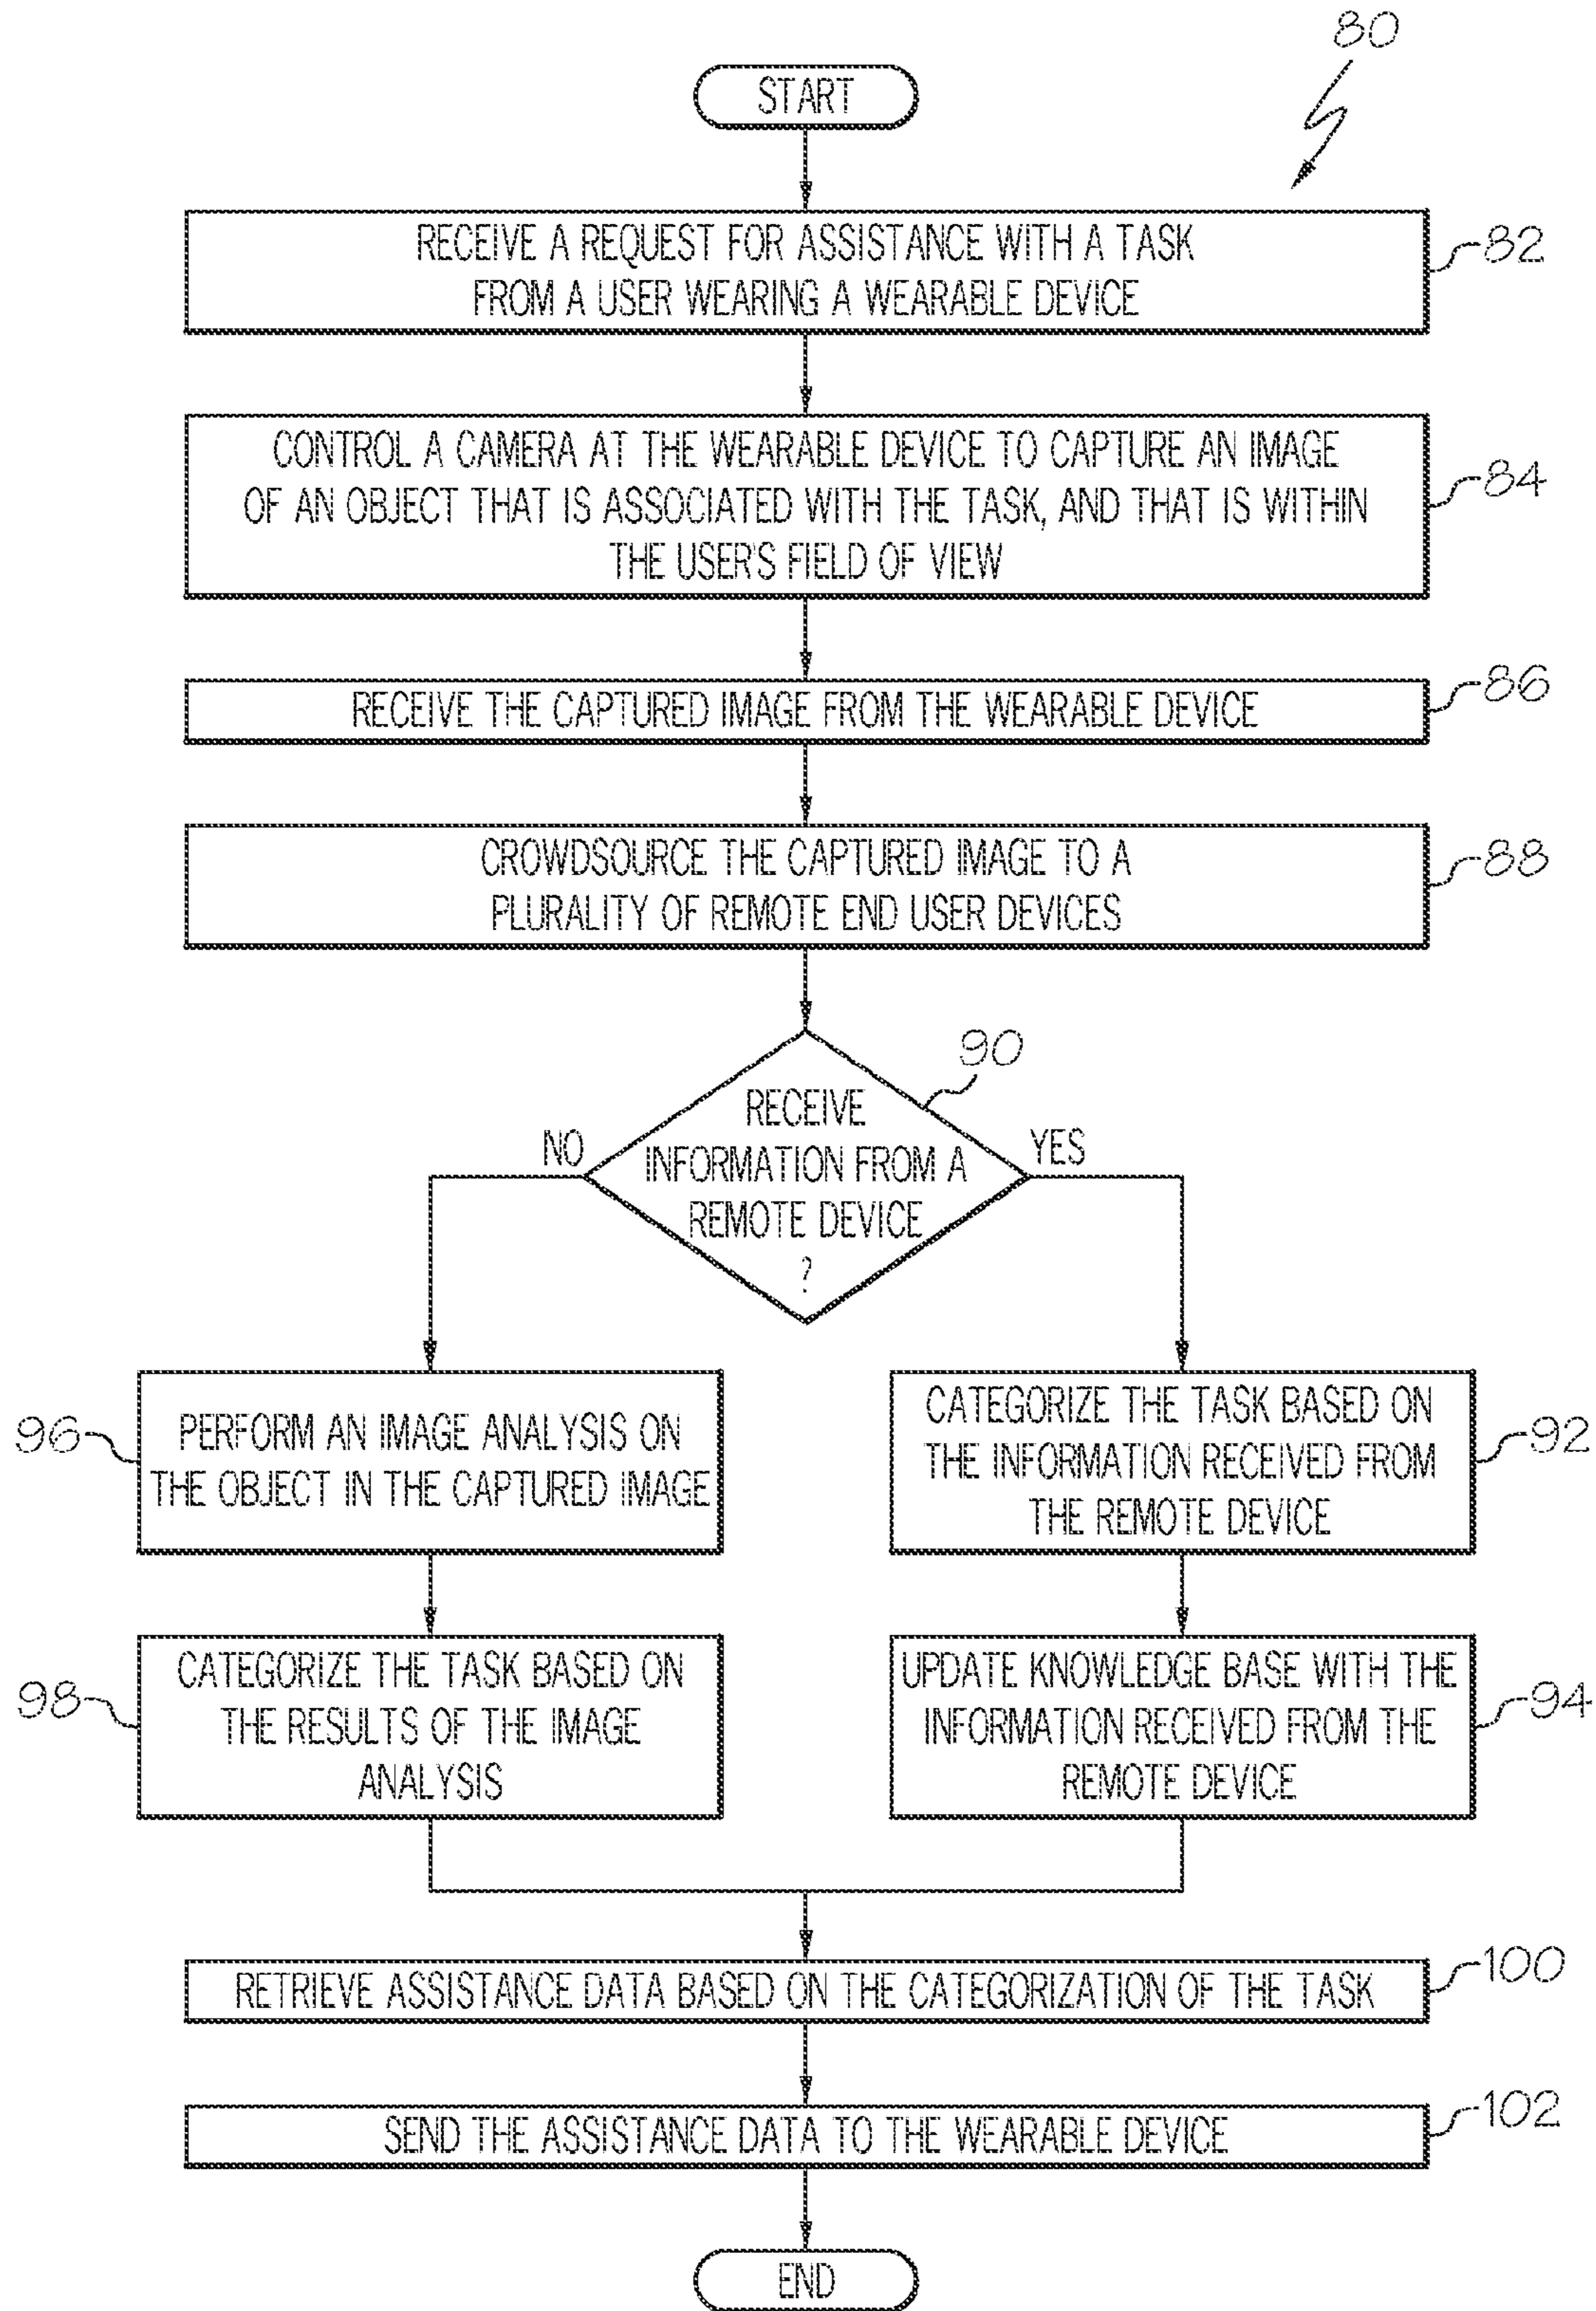 80
START
RECEIVE A REQUEST FOR ASSISTANCE WITH A TASK
FROM A USER WEARING A WEARABLE DEVICE
82
CONTROL A CAMERA AT THE WEARABLE DEVICE TO CAPTURE AN IMAGE
OF AN OBJECT THAT IS ASSOCIATED WITH THE TASK, AND THAT IS WITHIN
THE USER'S FIELD OF VIEW
84
RECEIVE THE CAPTURED IMAGE FROM THE WEARABLE DEVICE
86
CROWDSOURCE THE CAPTURED IMAGE TO A
PLURALITY OF REMOTE END USER DEVICES
88
90
RECEIVE
INFORMATION FROM A
REMOTE DEVICE
?
NO
YES
96
PERFORM AN IMAGE ANALYSIS ON
THE OBJECT IN THE CAPTURED IMAGE
CATEGORIZE THE TASK BASED ON
THE INFORMATION RECEIVED FROM
THE REMOTE DEVICE
92
98
CATEGORIZE THE TASK BASED ON
THE RESULTS OF THE IMAGE
ANALYSIS
UPDATE KNOWLEDGE BASE WITH THE
INFORMATION RECEIVED FROM THE
REMOTE DEVICE
94
RETRIEVE ASSISTANCE DATA BASED ON THE CATEGORIZATION OF THE TASK
100
SEND THE ASSISTANCE DATA TO THE WEARABLE DEVICE
102
END